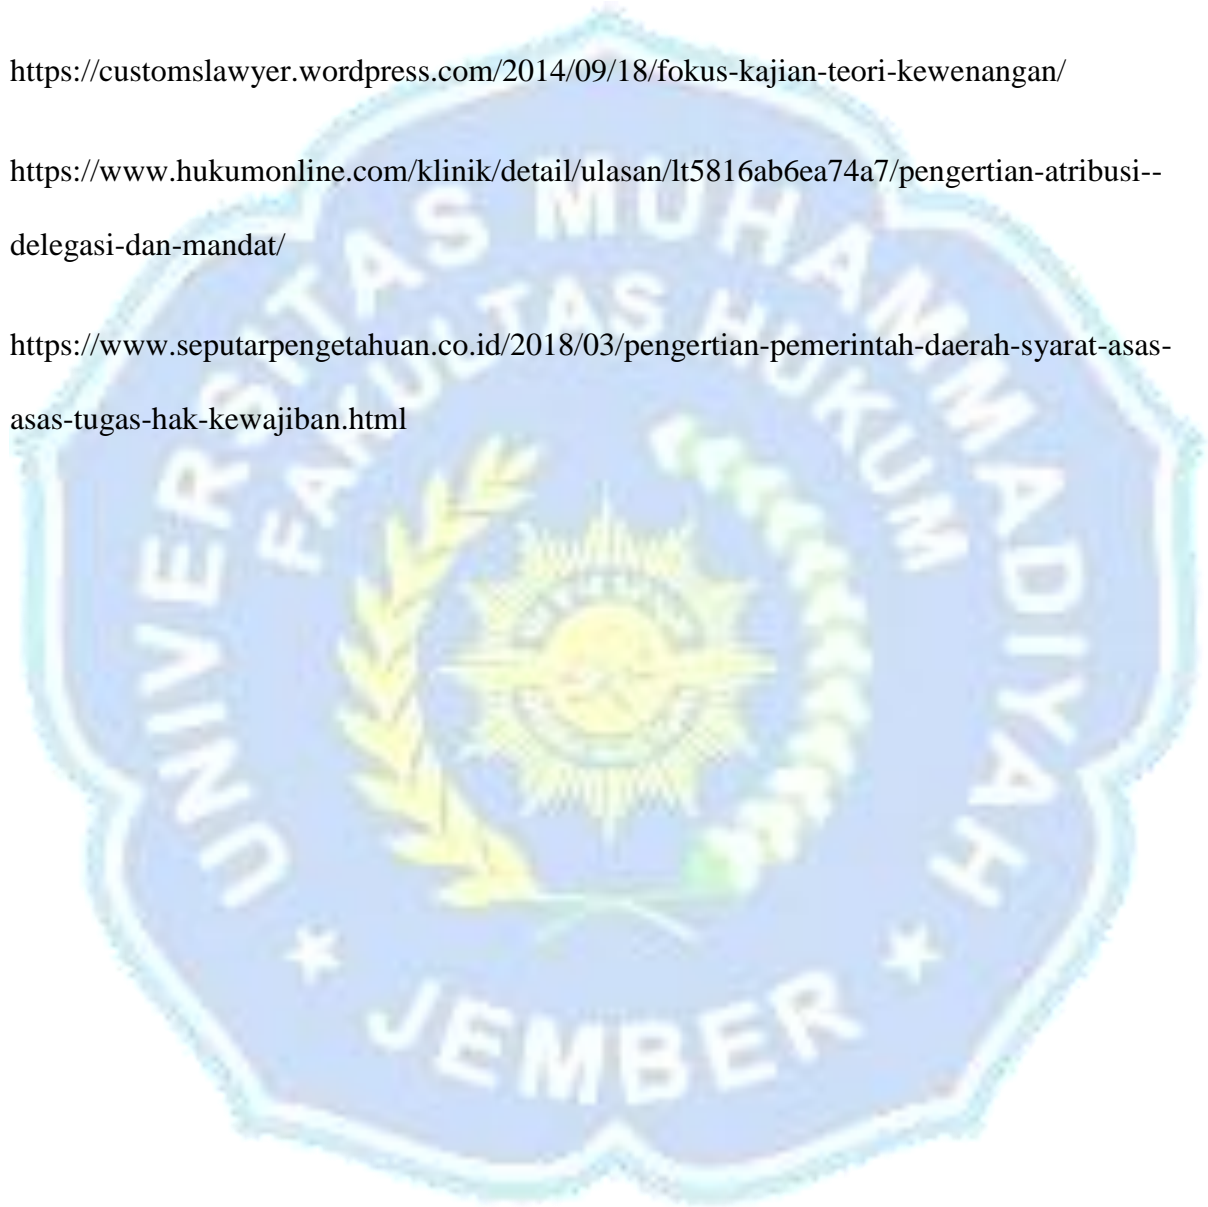 https://customslawyer.wordpress.com/2014/09/18/fokus-kajian-teori-kewenangan/
https://www.hukumonline.com/klinik/detail/ulasan/lt5816ab6ea74a7/pengertian-atribusi--
delegasi-dan-mandat/
https://www.seputarpengetahuan.co.id/2018/03/pengertian-pemerintah-daerah-syarat-asas-
asas-tugas-hak-kewajiban.html
UNIVERSITAS MUHAMMADIYAH
FAKULTAS HUKUM
JEMBER